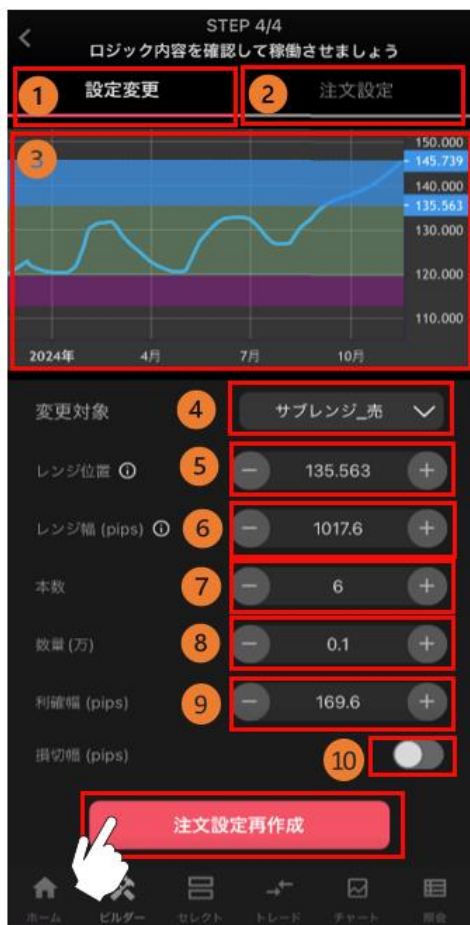 STEP 4/4
ロジック内容を確認して稼働させましょう
1 設定変更
2 注文設定
3
150.000
145.739
140.000
135.563
130.000
120.000
110.000
2024年 4月 7月 10月
変更対象 4 サブレンジ_売
レンジ位置 5 − 135.563 +
レンジ幅 (pips) 6 − 1017.6 +
本数 7 − 6 +
数量 (万) 8 − 0.1 +
利確幅 (pips) 9 − 169.6 +
損切幅 (pips) 10
注文設定再作成
ホーム ビルダー セレクト トレード チャート 照会